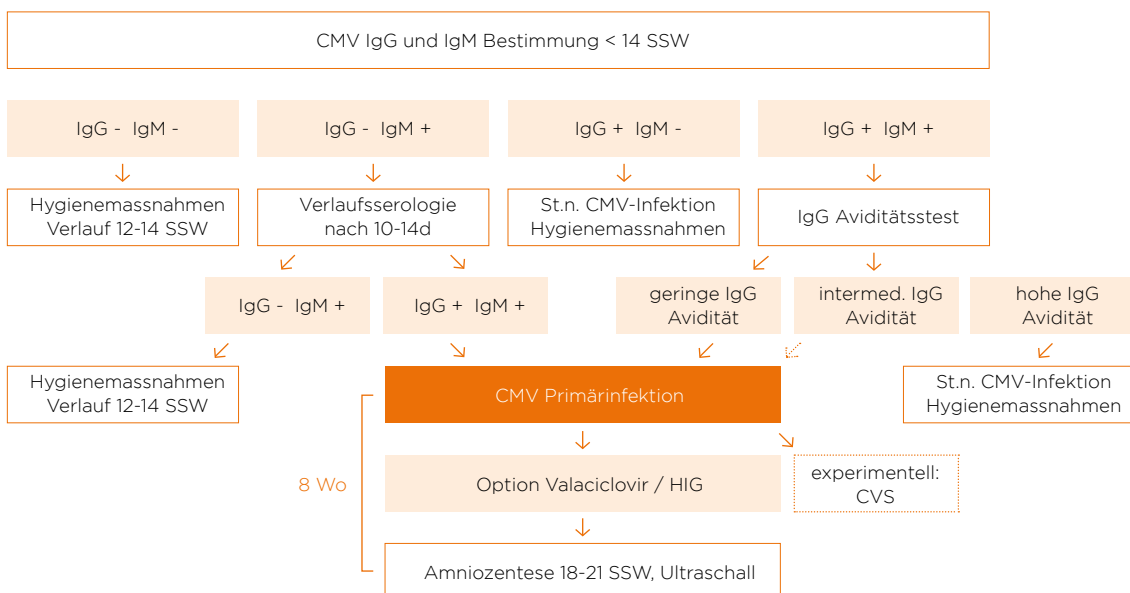 CMV IgG und IgM Bestimmung < 14 SSW
IgG - IgM -
IgG - IgM +
IgG + IgM -
IgG + IgM +
Hygienemassnahmen
Verlauf 12-14 SSW
Verlaufsserologie
nach 10-14d
St.n. CMV-Infektion
Hygienemassnahmen
IgG Aviditätsstest
IgG - IgM +
IgG + IgM +
geringe IgG
Avidität
intermed. IgG
Avidität
hohe IgG
Avidität
Hygienemassnahmen
Verlauf 12-14 SSW
CMV Primärinfektion
St.n. CMV-Infektion
Hygienemassnahmen
8 Wo
Option Valaciclovir / HIG
experimentell:
CVS
Amniozentese 18-21 SSW, Ultraschall